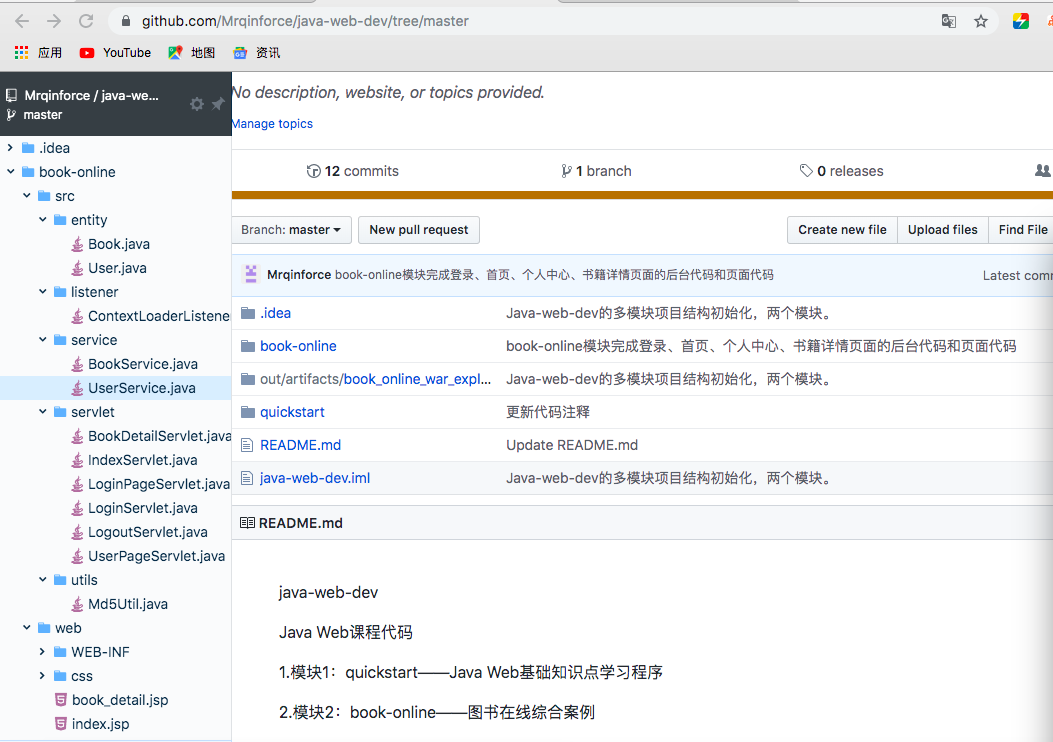 github.com/Mrqinforce/java-web-dev/tree/master
应用 YouTube 地图 资讯
Mrqinforce / java-we...
master
.idea
book-online
src
entity
Book.java
User.java
listener
ContextLoaderListene
service
BookService.java
UserService.java
servlet
BookDetailServlet.java
IndexServlet.java
LoginPageServlet.java
LoginServlet.java
LogoutServlet.java
UserPageServlet.java
utils
Md5Util.java
web
WEB-INF
css
book_detail.jsp
index.jsp
No description, website, or topics provided.
Manage topics
12 commits 1 branch 0 releases
Branch: master New pull request Create new file Upload files Find File
Mrqinforce book-online模块完成登录、首页、个人中心、书籍详情页面的后台代码和页面代码 Latest comm
.idea Java-web-dev的多模块项目结构初始化，两个模块。
book-online book-online模块完成登录、首页、个人中心、书籍详情页面的后台代码和页面代码
out/artifacts/book_online_war_expl... Java-web-dev的多模块项目结构初始化，两个模块。
quickstart 更新代码注释
README.md Update README.md
java-web-dev.iml Java-web-dev的多模块项目结构初始化，两个模块。
README.md
java-web-dev
Java Web课程代码
1.模块1：quickstart——Java Web基础知识点学习程序
2.模块2：book-online——图书在线综合案例